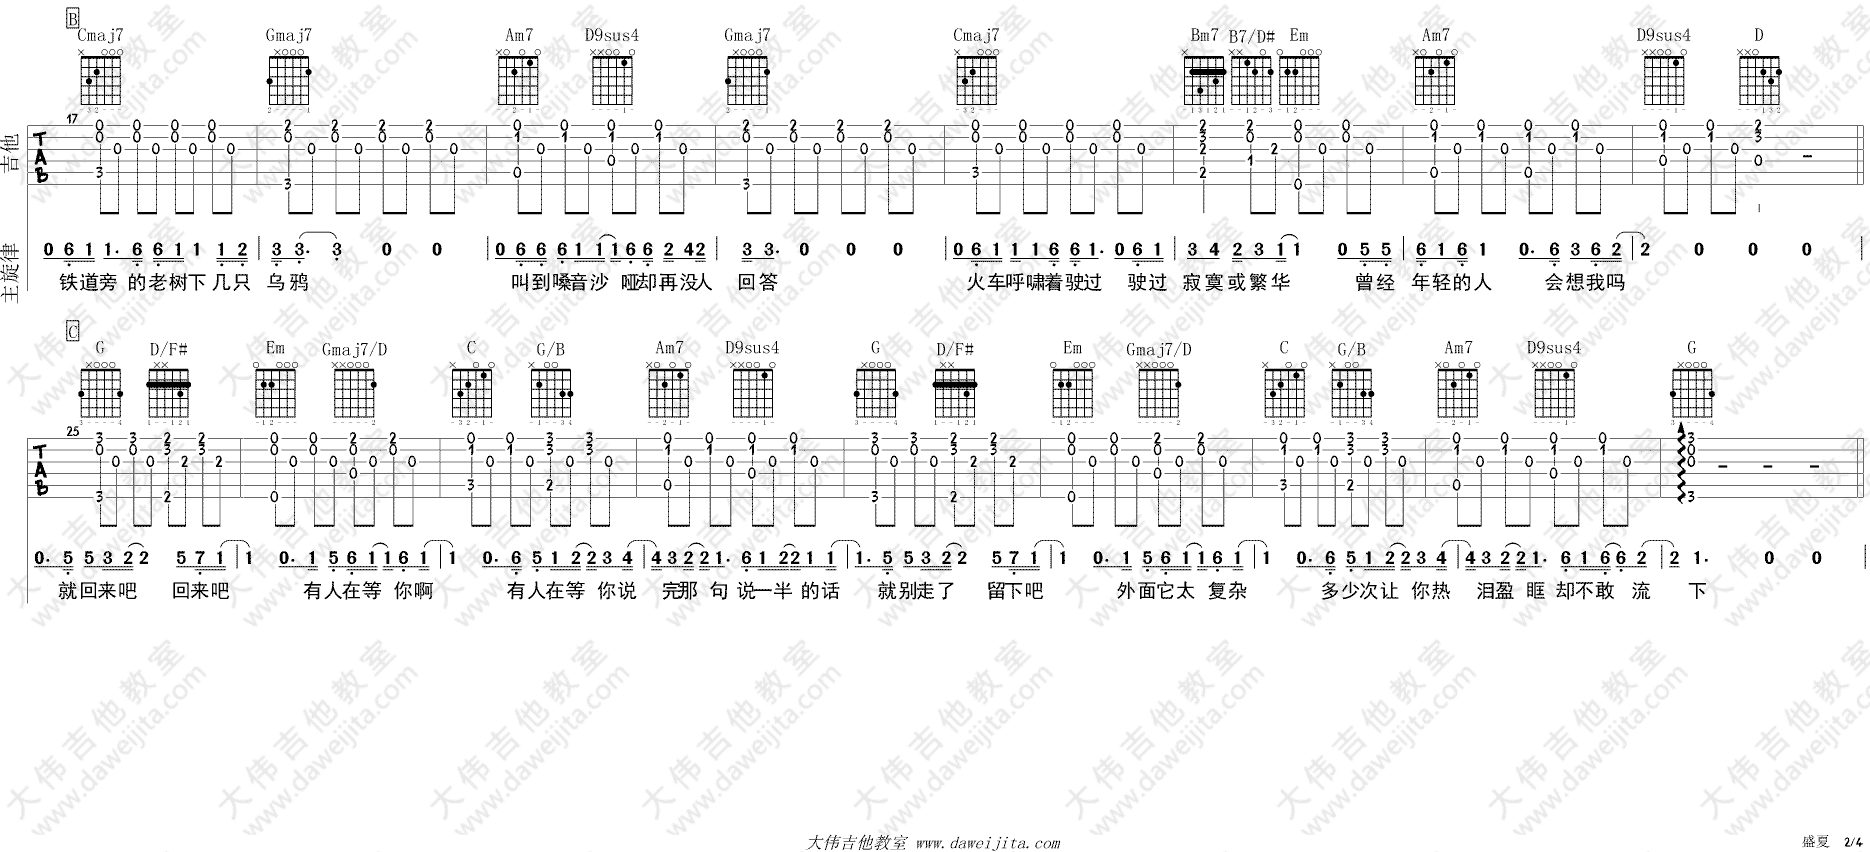 B
Cmaj7 Gmaj7 Am7 D9sus4 Gmaj7 Cmaj7 Bm7 B7/D# Em Am7 D9sus4 D
17
吉他
TAB
主旋律
0 6 1 1 1. 6 6 1 1 1 2 3 3. 3 0 0 0 6 6 6 1 1 1 6 6 2 4 2 3 3. 0 0 0 0 6 1 1 1 6 6 1. 0 6 1 3 4 2 3 1 1 0 5 5 6 1 6 1 0. 6 3 6 2 2 0 0 0
铁道旁 的老树下 几只 乌鸦 叫到嗓音沙 哑却再没人 回答 火车呼啸着驶过 驶过 寂寞或繁华 曾经 年轻的人 会想我吗
C
G D/F# Em Gmaj7/D C G/B Am7 D9sus4 G D/F# Em Gmaj7/D C G/B Am7 D9sus4 G
25
TAB
0. 5 5 3 2 2 5 7 1 1 0. 1 5 6 1 1 6 1 1 0. 6 5 1 2 2 3 4 4 3 2 2 1. 6 1 2 2 1 1 1. 5 5 3 2 2 5 7 1 1 0. 1 5 6 1 1 6 1 1 0. 6 5 1 2 2 3 4 4 3 2 2 1. 6 1 6 6 2 2 1. 0 0
就回来吧 回来吧 有人在等 你啊 有人在等 你说 完那 句 说一半 的话 就别走了 留下吧 外面它太 复杂 多少次让 你热 泪盈 眶 却不敢 流 下
大伟吉他教室 www.daweijita.com
盛夏 2/4